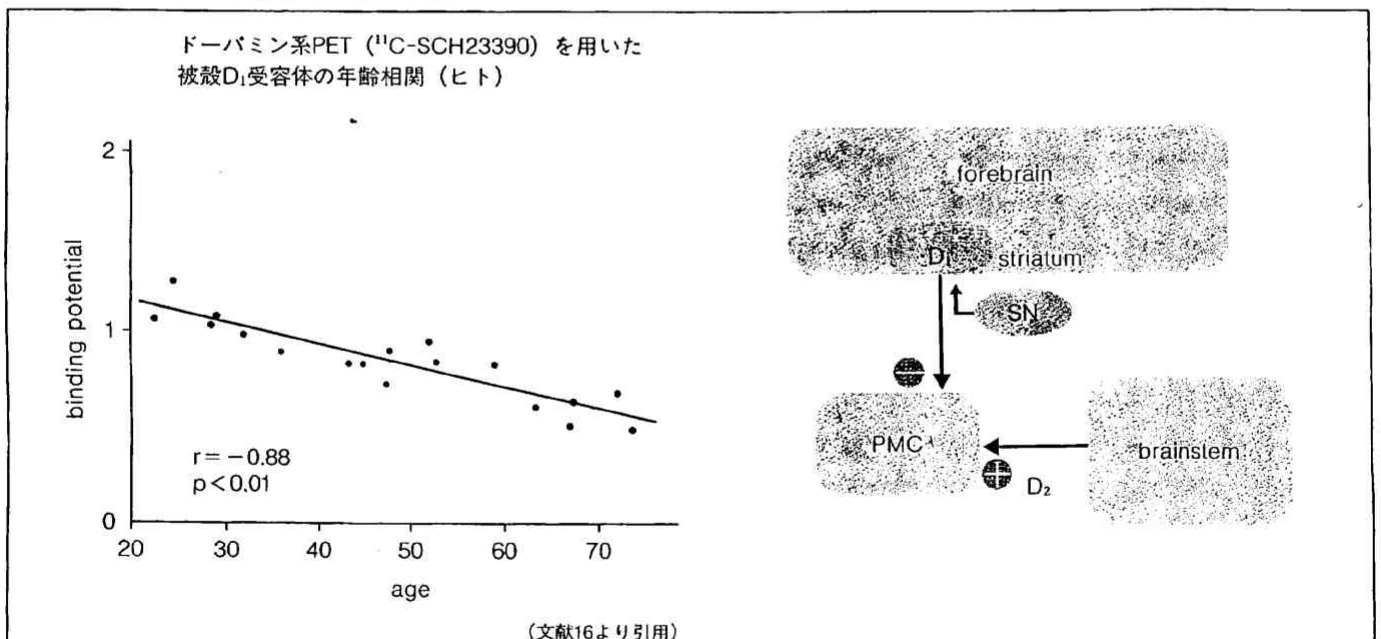 ドーパミン系PET（¹¹C-SCH23390）を用いた
被殻D₁受容体の年齢相関（ヒト）
2
1
0
binding potential
r=−0.88
p<0.01
20 30 40 50 60 70
age
（文献16より引用）
forebrain
D₁ striatum
SN
PMC
brainstem
D₂